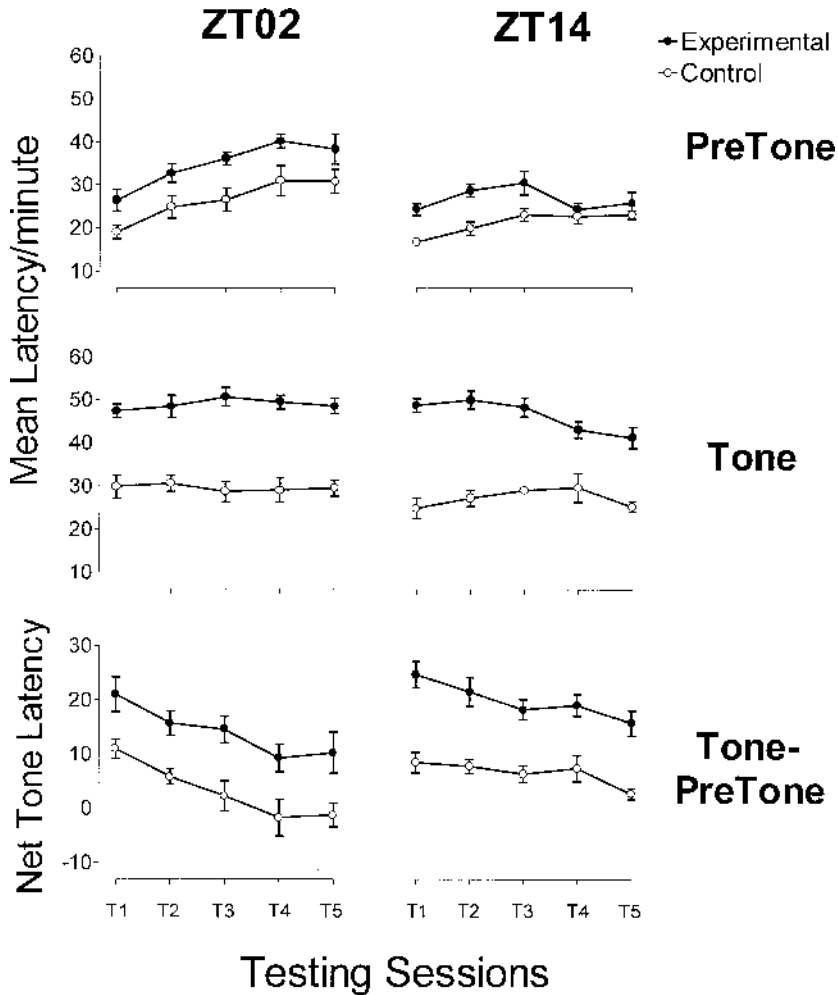 ZT02
ZT14
Experimental
Control
PreTone
Tone
Tone-
PreTone
Mean Latency/minute
Net Tone Latency
60
50
40
30
20
10
60
50
40
30
20
10
30
20
10
0
-10
T1 T2 T3 T4 T5
T1 T2 T3 T4 T5
Testing Sessions